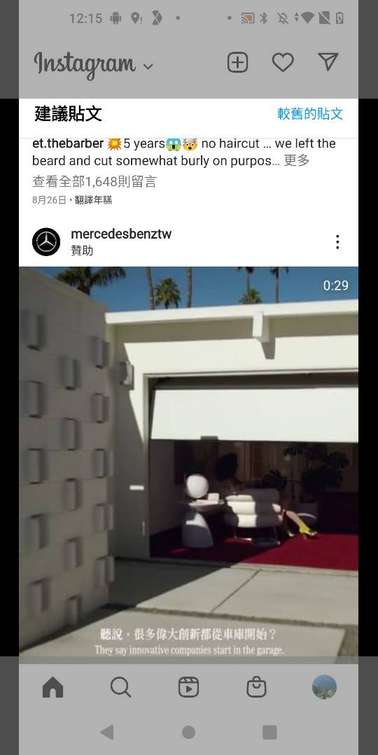 12:15
Instagram
建議貼文
較舊的貼文
et.thebarber 💥5 years😱🤯 no haircut ... we left the
beard and cut somewhat burly on purpos... 更多
查看全部1,648則留言
8月26日・翻譯年糕
mercedesbenztw
贊助
0:29
聽說，很多偉大創新都從車庫開始？
They say innovative companies start in the garage.